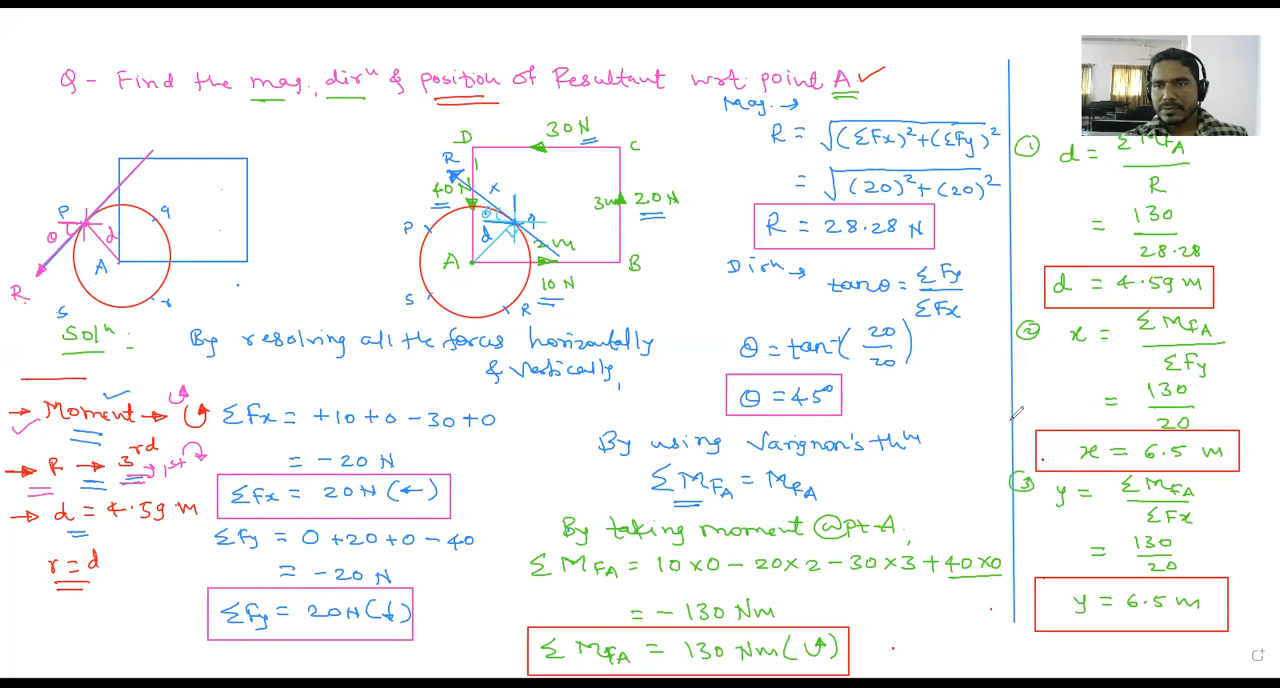 Q - Find the mag., dirⁿ & position of Resultant wrt point A ✓
P
q
θ
d
A
R
S
r
D
30 N
C
R
x
40 N
θ
3m
20 N
P
q
d
2m
A
B
10 N
S
R
Solⁿ :
By resolving all the forces horizontally
& vertically,
→ Moment → ↺
→ R → 3rd → 1st
→ d = 4.59 m
r = d
ΣFx = +10 + 0 - 30 + 0
= -20 N
ΣFx = 20 N (←)
ΣFy = 0 + 20 + 0 - 40
= -20 N
ΣFy = 20 N (↓)
Mag. →
R = √(ΣFx)² + (ΣFy)²
= √(20)² + (20)²
R = 28.28 N
Dirⁿ →
tanθ = ΣFy / ΣFx
θ = tan⁻¹(20/20)
θ = 45°
By using Varignon's thᵐ
ΣMFA = MFA
By taking moment @ pt A,
ΣMFA = 10 x 0 - 20 x 2 - 30 x 3 + 40 x 0
= -130 Nm
ΣMFA = 130 Nm (↺)
① d = ΣMFA / R
= 130 / 28.28
d = 4.59 m
② x = ΣMFA / ΣFy
= 130 / 20
x = 6.5 m
③ y = ΣMFA / ΣFx
= 130 / 20
y = 6.5 m